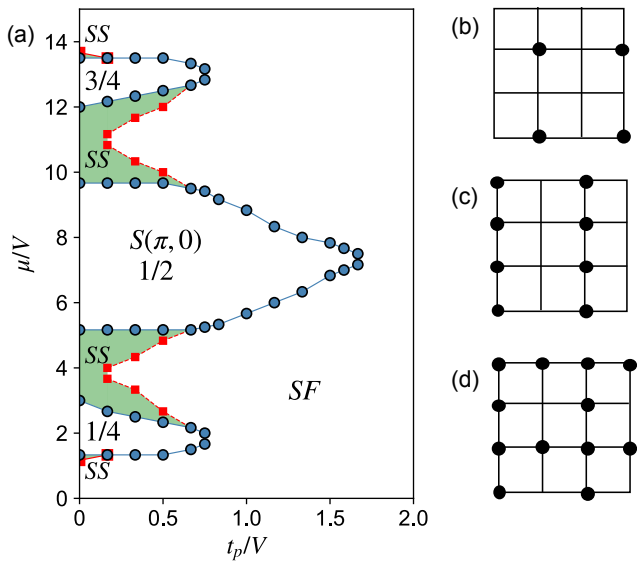 (a)
SS
14
3/4
12
10
SS
8
S(π, 0)
1/2
μ/V
6
4
SS
SF
2
1/4
SS
0
0
0.5
1.0
1.5
2.0
t_p/V
(b)
(c)
(d)